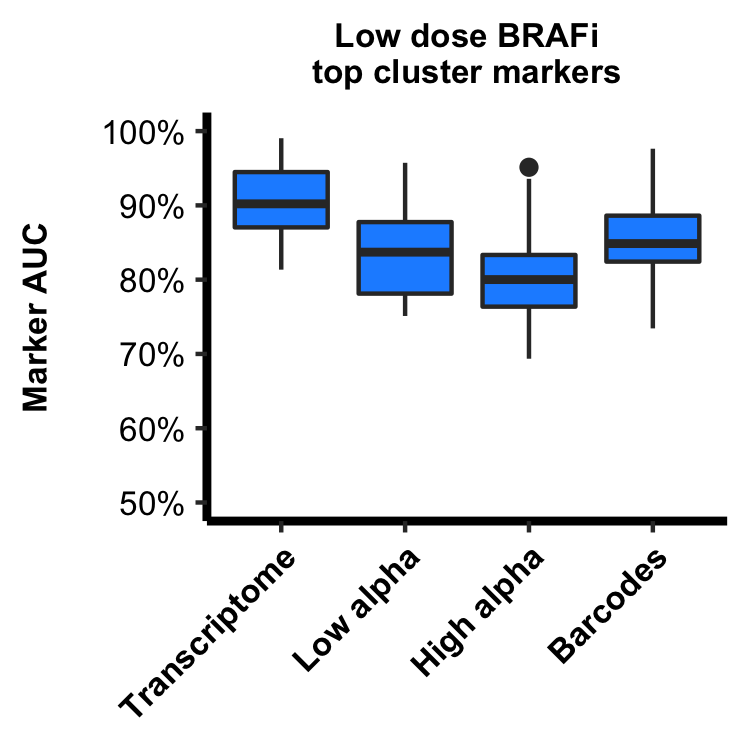 Low dose BRAFi
top cluster markers
Marker AUC
100%
90%
80%
70%
60%
50%
Transcriptome
Low alpha
High alpha
Barcodes